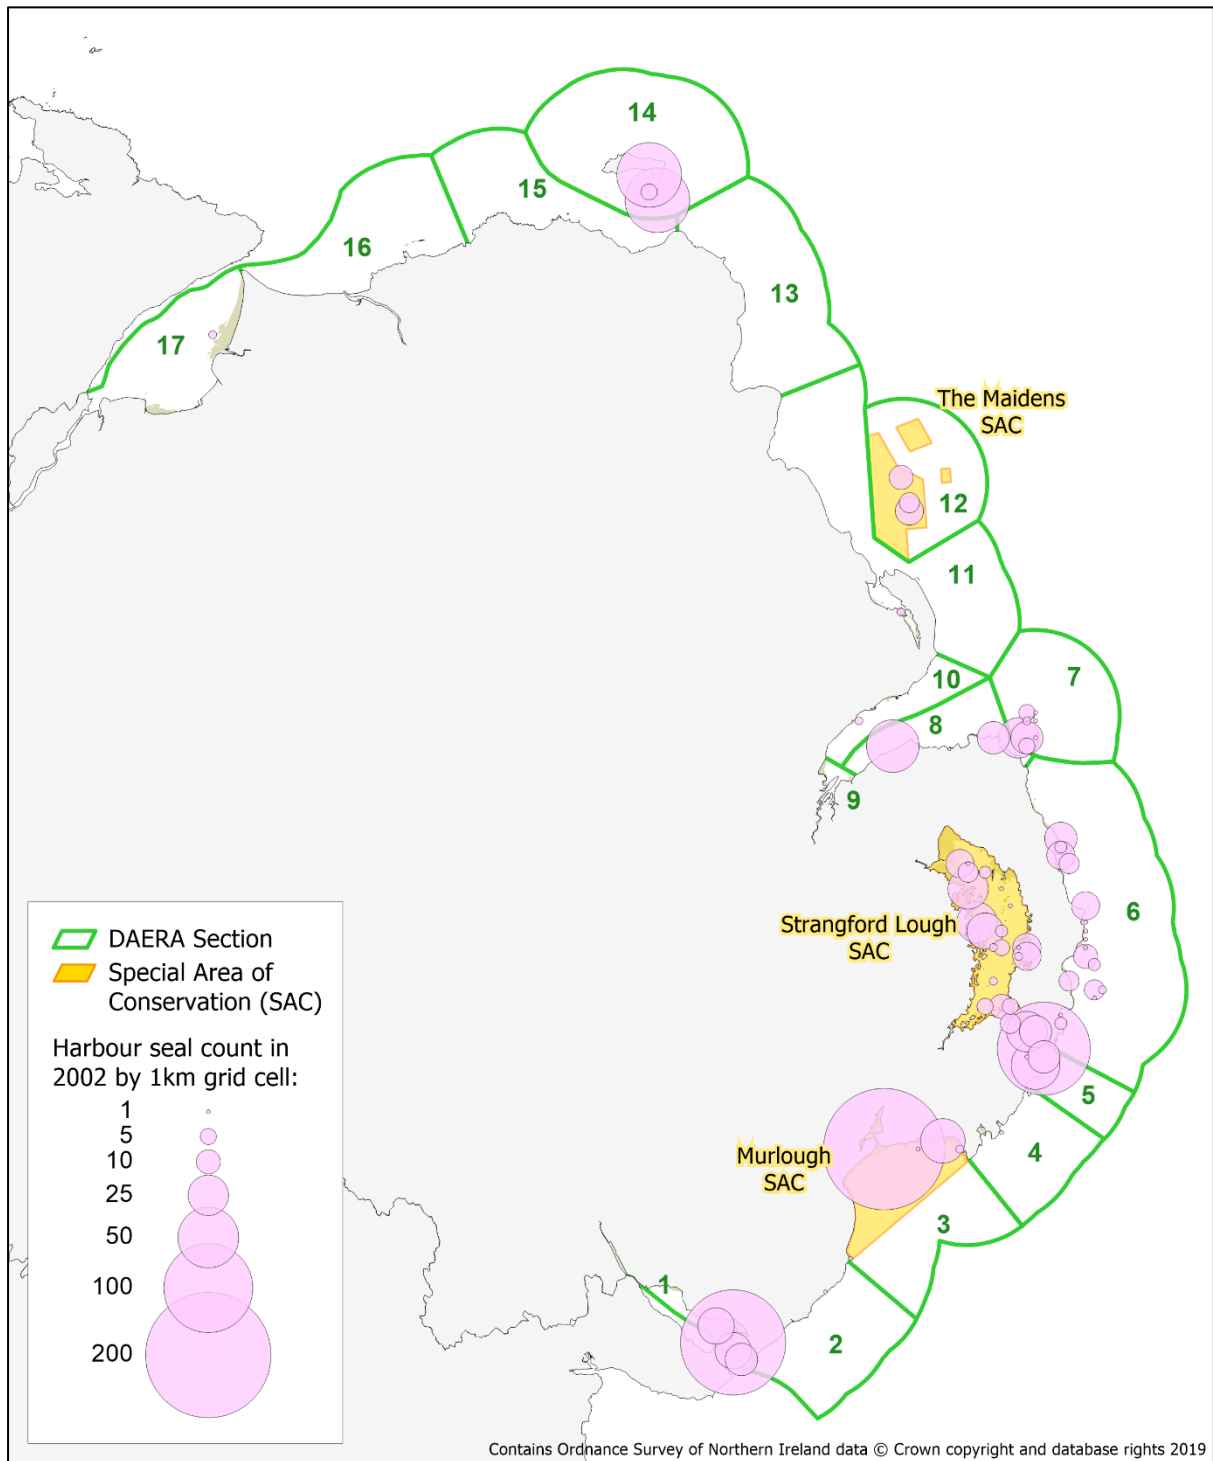 14
15
16
13
17
The Maidens
SAC
12
11
7
10
8
9
6
Strangford Lough
SAC
5
4
Murlough
SAC
3
1
2
DAERA Section
Special Area of
Conservation (SAC)
Harbour seal count in
2002 by 1km grid cell:
1
5
10
25
50
100
200
Contains Ordnance Survey of Northern Ireland data © Crown copyright and database rights 2019